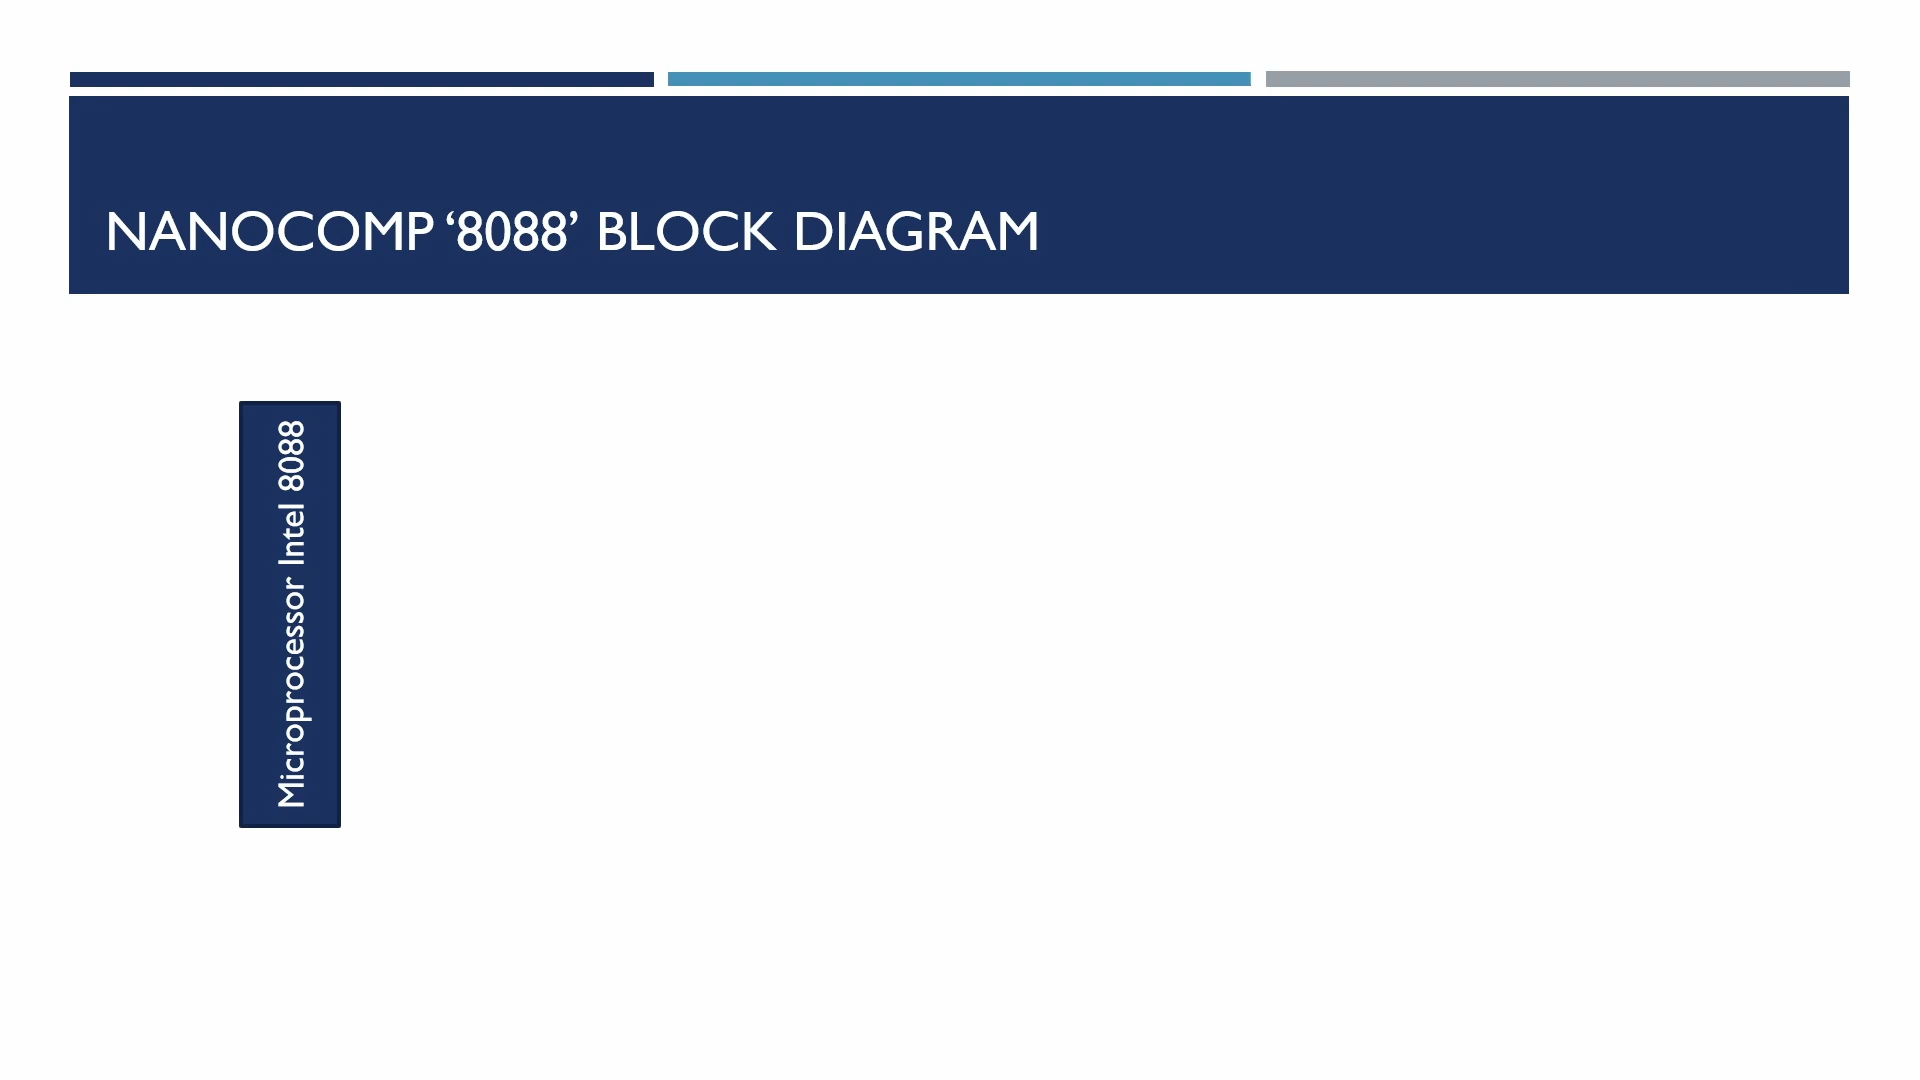 NANOCOMP ‘8088’ BLOCK DIAGRAM
Microprocessor Intel 8088